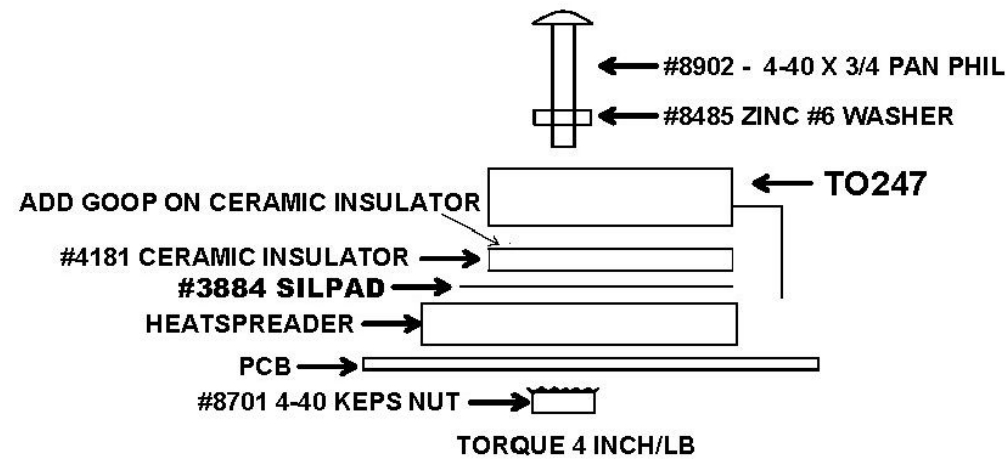 #8902 - 4-40 X 3/4 PAN PHIL
#8485 ZINC #6 WASHER
TO247
ADD GOOP ON CERAMIC INSULATOR
#4181 CERAMIC INSULATOR
#3884 SILPAD
HEATSPREADER
PCB
#8701 4-40 KEPS NUT
TORQUE 4 INCH/LB